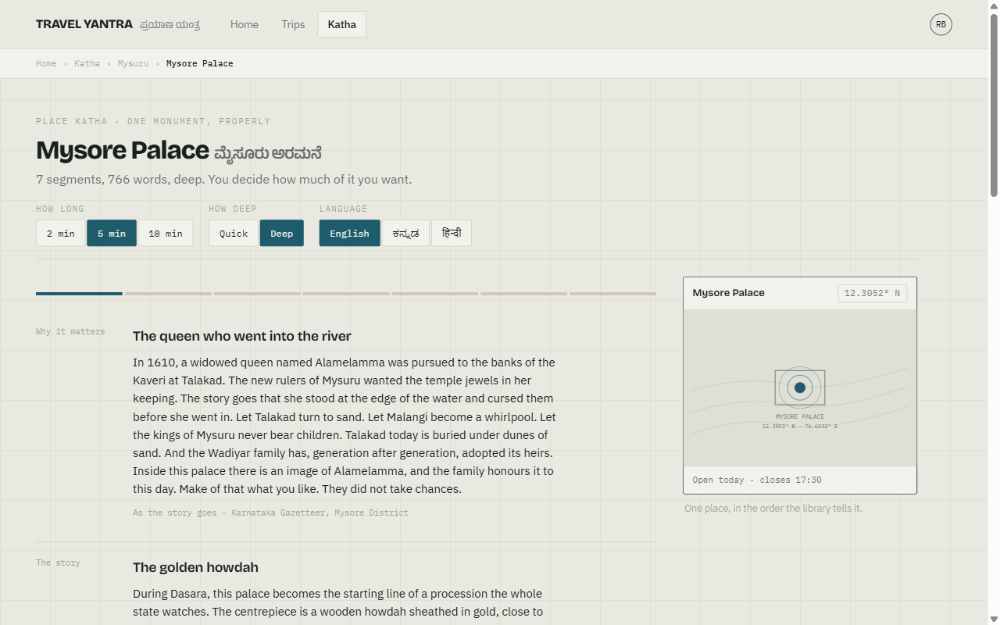 TRAVEL YANTRA ಪ್ರಯಾಣ ಯಂತ್ರ Home Trips Katha RB
Home › Katha › Mysuru › Mysore Palace
PLACE KATHA · ONE MONUMENT, PROPERLY
Mysore Palace ಮೈಸೂರು ಅರಮನೆ
7 segments, 766 words, deep. You decide how much of it you want.
HOW LONG HOW DEEP LANGUAGE
2 min 5 min 10 min Quick Deep English ಕನ್ನಡ हिन्दी
Mysore Palace 12.3052° N
MYSORE PALACE
12.3052° N · 76.6552° E
Open today · closes 17:30
One place, in the order the library tells it.
Why it matters
The queen who went into the river
In 1610, a widowed queen named Alamelamma was pursued to the banks of the
Kaveri at Talakad. The new rulers of Mysuru wanted the temple jewels in her
keeping. The story goes that she stood at the edge of the water and cursed them
before she went in. Let Talakad turn to sand. Let Malangi become a whirlpool. Let
the kings of Mysuru never bear children. Talakad today is buried under dunes of
sand. And the Wadiyar family has, generation after generation, adopted its heirs.
Inside this palace there is an image of Alamelamma, and the family honours it to
this day. Make of that what you like. They did not take chances.
As the story goes · Karnataka Gazetteer, Mysore District
The story
The golden howdah
During Dasara, this palace becomes the starting line of a procession the whole
state watches. The centrepiece is a wooden howdah sheathed in gold, close to